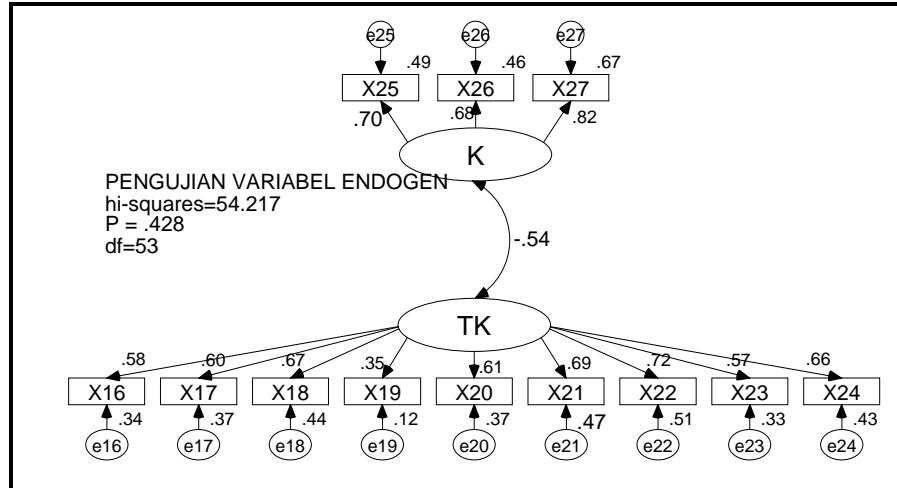 e25 e26 e27
.49 .46 .67
X25 X26 X27
.70 .68 .82
K
PENGUJIAN VARIABEL ENDOGEN
hi-squares=54.217
P = .428
df=53
-.54
TK
.58 .60 .67 .35 .61 .69 .72 .57 .66
X16 X17 X18 X19 X20 X21 X22 X23 X24
.34 .37 .44 .12 .37 .47 .51 .33 .43
e16 e17 e18 e19 e20 e21 e22 e23 e24